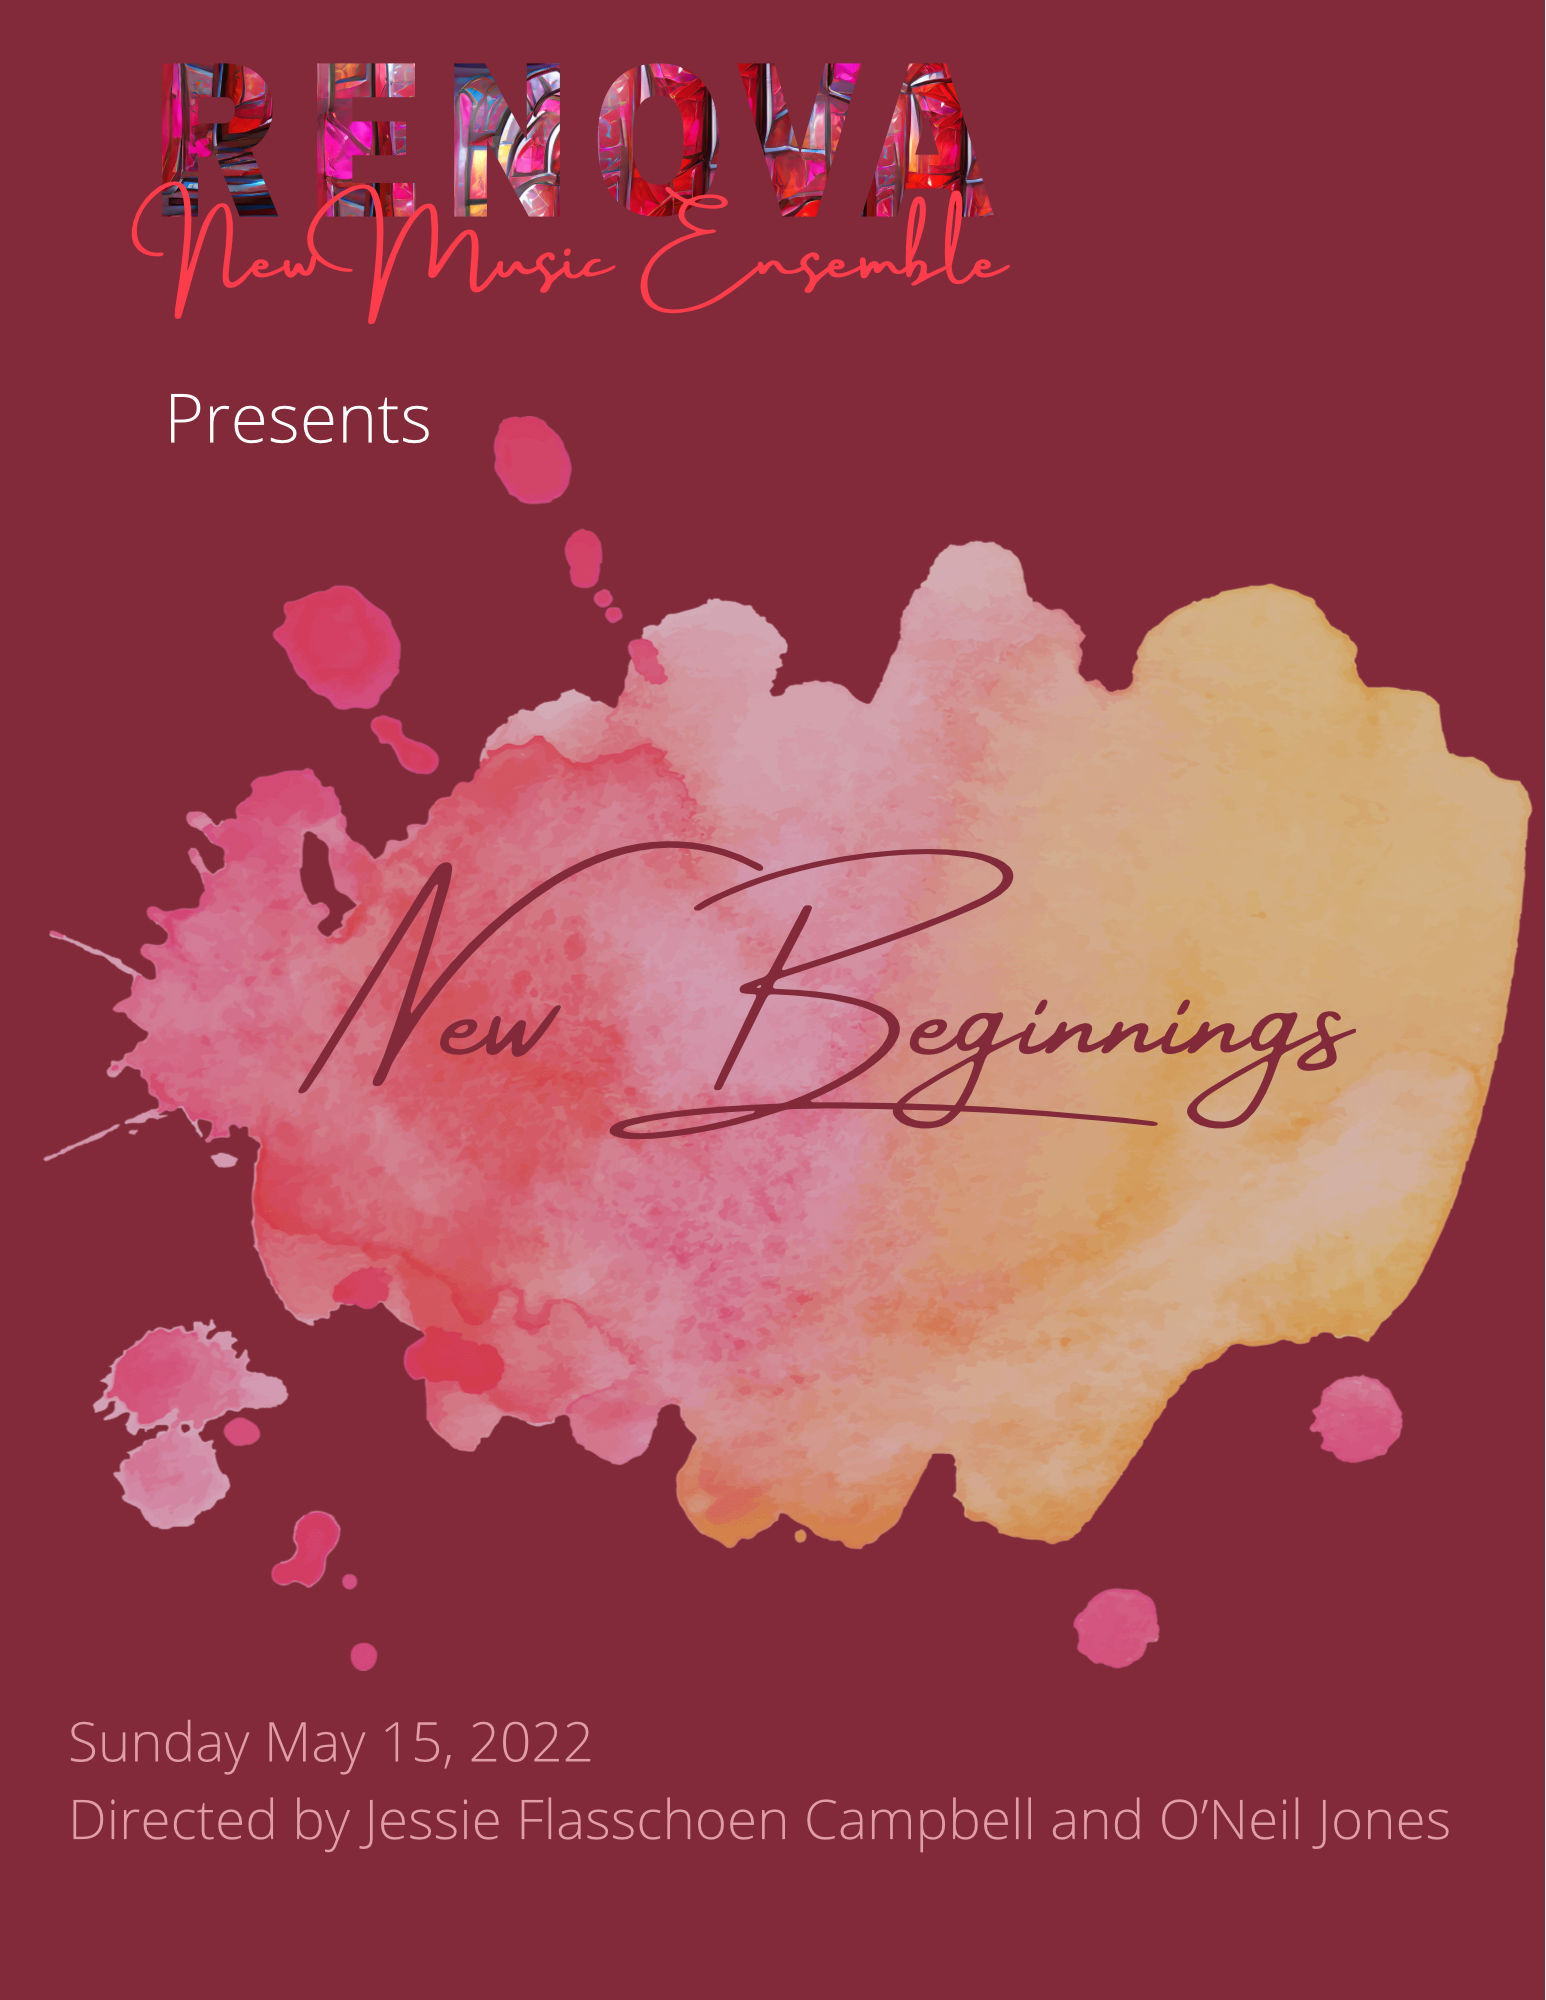 RENOVA
New Music Ensemble
Presents
New Beginnings
Sunday May 15, 2022
Directed by Jessie Flasschoen Campbell and O’Neil Jones